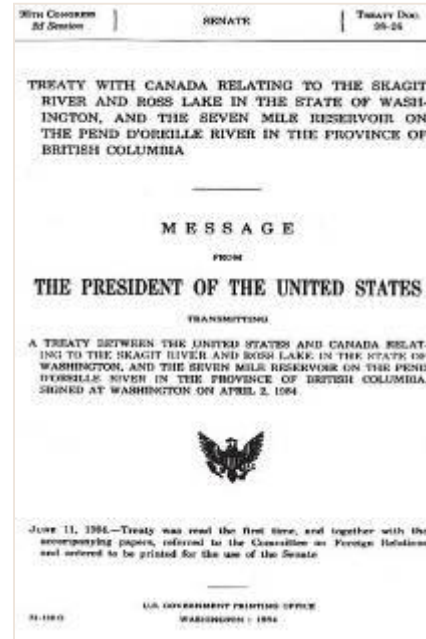 98TH CONGRESS
2d Session
SENATE
TREATY DOC.
98-26
TREATY WITH CANADA RELATING TO THE SKAGIT
RIVER AND ROSS LAKE IN THE STATE OF WASH-
INGTON, AND THE SEVEN MILE RESERVOIR ON
THE PEND D'OREILLE RIVER IN THE PROVINCE OF
BRITISH COLUMBIA
MESSAGE
FROM
THE PRESIDENT OF THE UNITED STATES
TRANSMITTING
A TREATY BETWEEN THE UNITED STATES AND CANADA RELAT-
ING TO THE SKAGIT RIVER AND ROSS LAKE IN THE STATE OF
WASHINGTON, AND THE SEVEN MILE RESERVOIR ON THE PEND
D'OREILLE RIVER IN THE PROVINCE OF BRITISH COLUMBIA,
SIGNED AT WASHINGTON ON APRIL 2, 1984
JUNE 11, 1984.—Treaty was read the first time, and together with the
accompanying papers, referred to the Committee on Foreign Relations
and ordered to be printed for the use of the Senate
U.S. GOVERNMENT PRINTING OFFICE
WASHINGTON : 1984